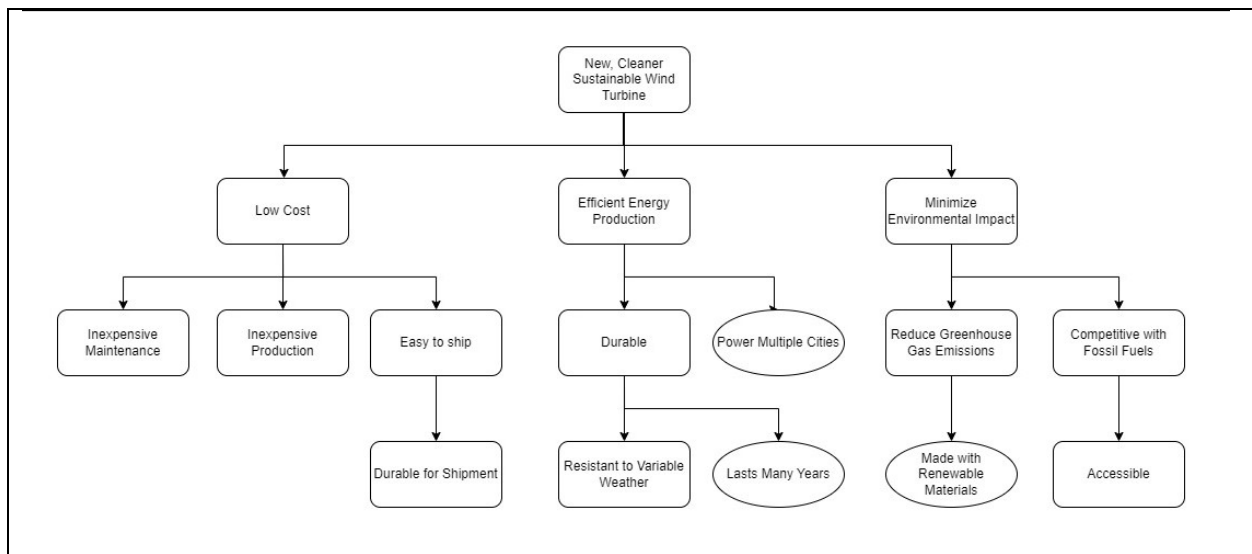 New, Cleaner
Sustainable Wind
Turbine
Low Cost
Efficient Energy
Production
Minimize
Environmental Impact
Inexpensive
Maintenance
Inexpensive
Production
Easy to ship
Durable
Power Multiple Cities
Reduce Greenhouse
Gas Emissions
Competitive with
Fossil Fuels
Durable for Shipment
Resistant to Variable
Weather
Lasts Many Years
Made with
Renewable
Materials
Accessible